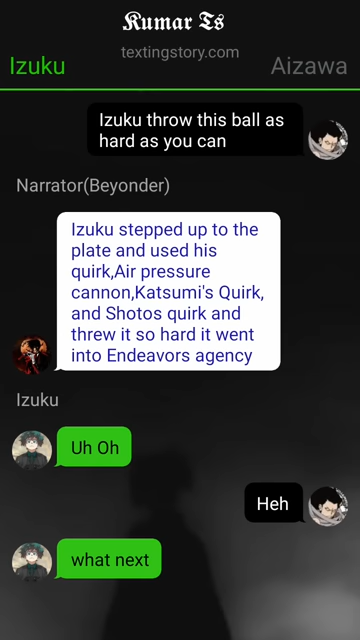 Kumar Ts
textingstory.com
Izuku
Aizawa
Izuku throw this ball as
hard as you can
Narrator(Beyonder)
Izuku stepped up to the
plate and used his
quirk,Air pressure
cannon,Katsumi's Quirk,
and Shotos quirk and
threw it so hard it went
into Endeavors agency
Izuku
Uh Oh
Heh
what next